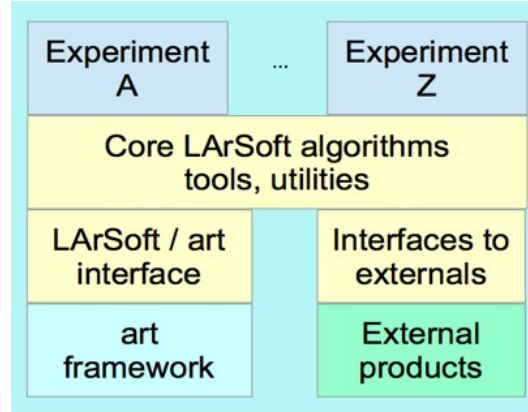 Experiment
A
...
Experiment
Z
Core LArSoft algorithms
tools, utilities
LArSoft / art
interface
Interfaces to
externals
art
framework
External
products